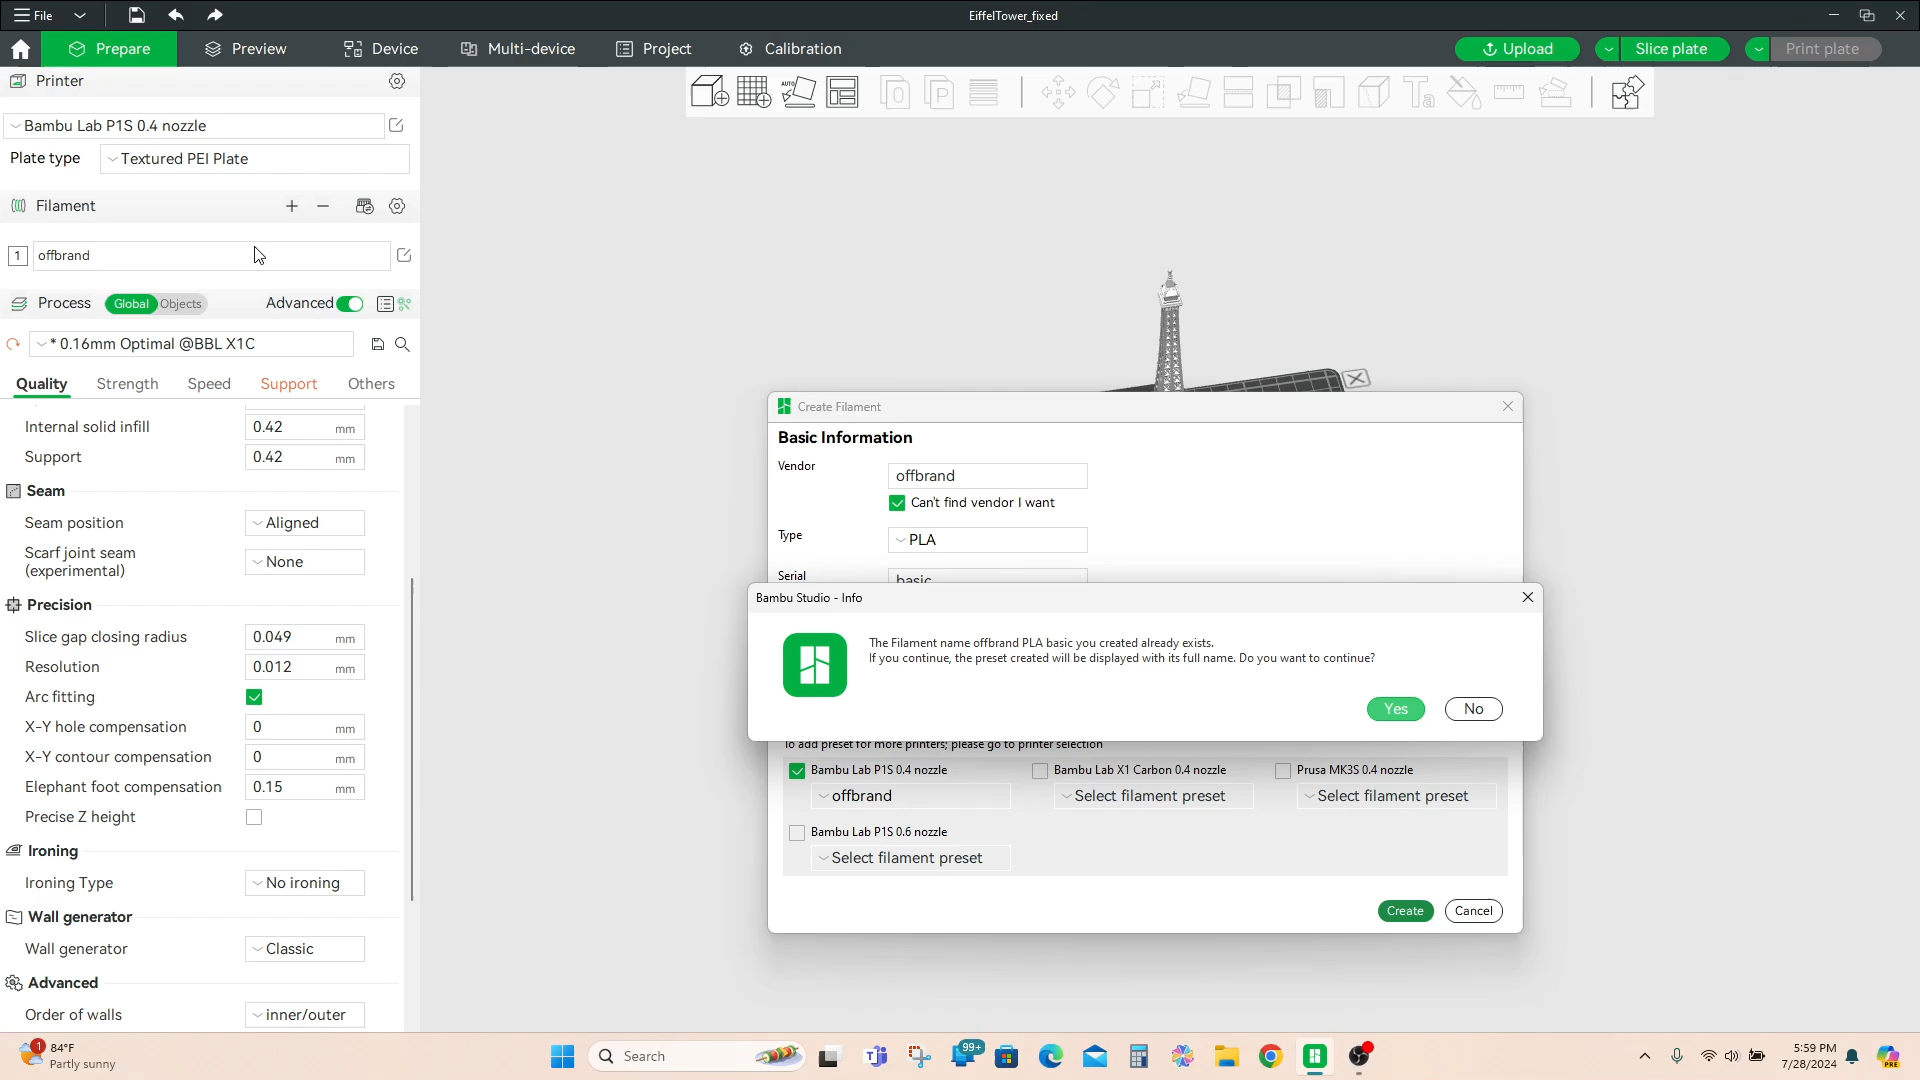 File
EiffelTower_fixed
Prepare
Preview
Device
Multi-device
Project
Calibration
Upload
Slice plate
Print plate
Printer
Bambu Lab P1S 0.4 nozzle
Plate type
Textured PEI Plate
Filament
1
offbrand
Process
Global
Objects
Advanced
* 0.16mm Optimal @BBL X1C
Quality
Strength
Speed
Support
Others
Internal solid infill
0.42
mm
Support
0.42
mm
Seam
Seam position
Aligned
Scarf joint seam
(experimental)
None
Precision
Slice gap closing radius
0.049
mm
Resolution
0.012
mm
Arc fitting
X-Y hole compensation
0
mm
X-Y contour compensation
0
mm
Elephant foot compensation
0.15
mm
Precise Z height
Ironing
Ironing Type
No ironing
Wall generator
Wall generator
Classic
Advanced
Order of walls
inner/outer
AUTO
Create Filament
Basic Information
Vendor
offbrand
Can't find vendor I want
Type
PLA
Serial
basic
Bambu Studio - Info
The Filament name offbrand PLA basic you created already exists.
If you continue, the preset created will be displayed with its full name. Do you want to continue?
Yes
No
To add preset for more printers; please go to printer selection
Bambu Lab P1S 0.4 nozzle
offbrand
Bambu Lab X1 Carbon 0.4 nozzle
Select filament preset
Prusa MK3S 0.4 nozzle
Select filament preset
Bambu Lab P1S 0.6 nozzle
Select filament preset
Create
Cancel
1
84°F
Partly sunny
Search
99+
5:59 PM
7/28/2024
PRE